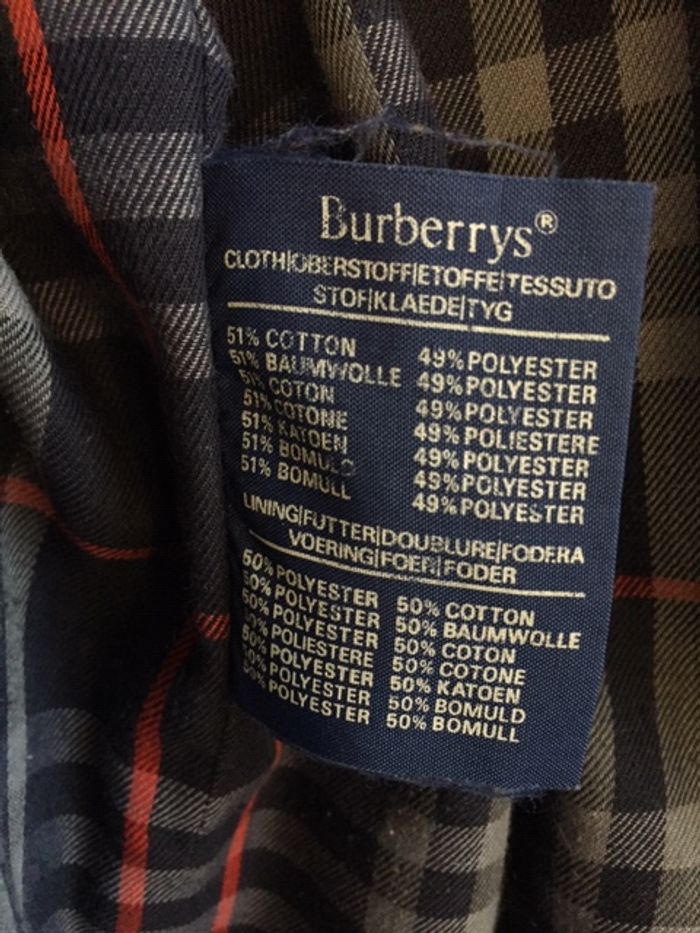 Burberrys®
CLOTH|OBERSTOFF|ETOFFE|TESSUTO
STOF|KLAEDE|TYG
51% COTTON 49% POLYESTER
51% BAUMWOLLE 49% POLYESTER
51% COTON 49% POLYESTER
51% COTONE 49% POLIESTERE
51% KATOEN 49% POLYESTER
51% BOMULD 49% POLYESTER
51% BOMULL 49% POLYESTER
LINING|FUTTER|DOUBLURE|FODERA
VOERING|FOER|FODER
50% POLYESTER 50% COTTON
50% POLYESTER 50% BAUMWOLLE
50% POLYESTER 50% COTON
50% POLIESTERE 50% COTONE
50% POLYESTER 50% KATOEN
50% POLYESTER 50% BOMULD
50% POLYESTER 50% BOMULL